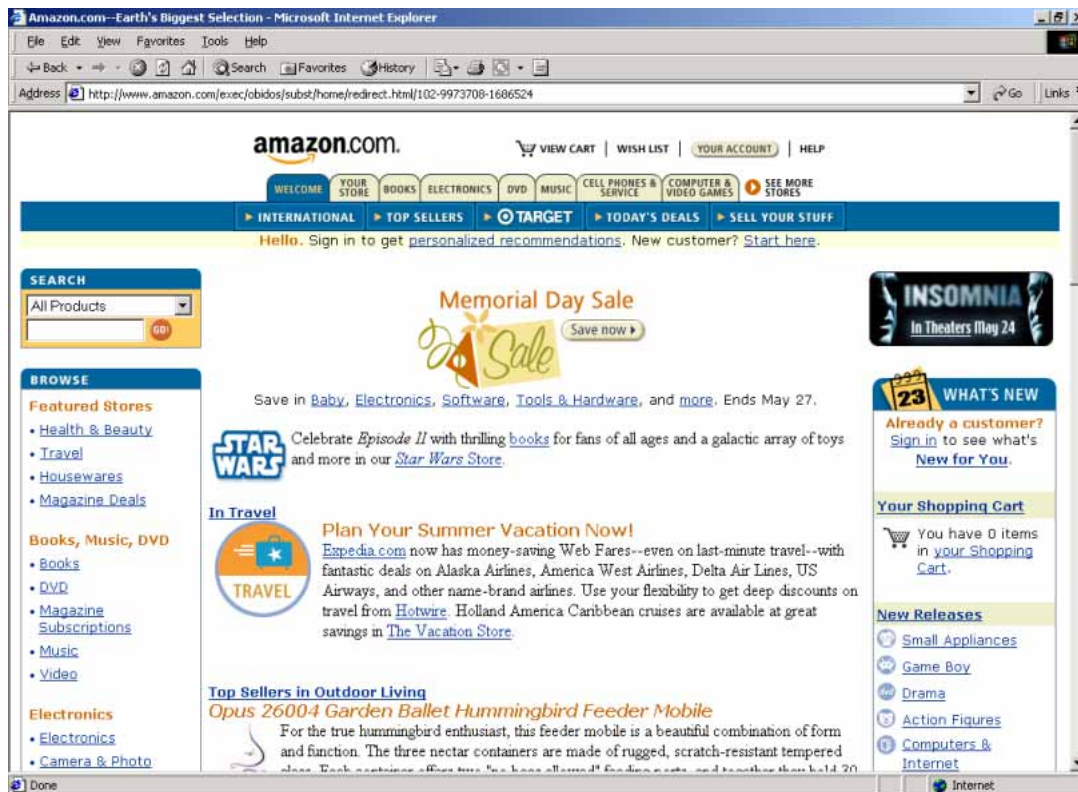 Amazon.com--Earth's Biggest Selection - Microsoft Internet Explorer
File Edit View Favorites Tools Help
Back Search Favorites History
Address http://www.amazon.com/exec/obidos/subst/home/redirect.html/102-9973708-1686524 Go Links
amazon.com.
VIEW CART | WISH LIST | YOUR ACCOUNT | HELP
WELCOME YOUR STORE BOOKS ELECTRONICS DVD MUSIC CELL PHONES & SERVICE COMPUTER & VIDEO GAMES SEE MORE STORES
INTERNATIONAL TOP SELLERS TARGET TODAY'S DEALS SELL YOUR STUFF
Hello. Sign in to get personalized recommendations. New customer? Start here.
SEARCH
All Products
GO!
BROWSE
Featured Stores
• Health & Beauty
• Travel
• Housewares
• Magazine Deals
Books, Music, DVD
• Books
• DVD
• Magazine
Subscriptions
• Music
• Video
Electronics
• Electronics
• Camera & Photo
Memorial Day Sale
Save now
Sale
Save in Baby, Electronics, Software, Tools & Hardware, and more. Ends May 27.
STAR
WARS
Celebrate Episode II with thrilling books for fans of all ages and a galactic array of toys
and more in our Star Wars Store.
In Travel
TRAVEL
Plan Your Summer Vacation Now!
Expedia.com now has money-saving Web Fares--even on last-minute travel--with
fantastic deals on Alaska Airlines, America West Airlines, Delta Air Lines, US
Airways, and other name-brand airlines. Use your flexibility to get deep discounts on
travel from Hotwire. Holland America Caribbean cruises are available at great
savings in The Vacation Store.
Top Sellers in Outdoor Living
Opus 26004 Garden Ballet Hummingbird Feeder Mobile
For the true hummingbird enthusiast, this feeder mobile is a beautiful combination of form
and function. The three nectar containers are made of rugged, scratch-resistant tempered
INSOMNIA
In Theaters May 24
23 WHAT'S NEW
Already a customer?
Sign in to see what's
New for You.
Your Shopping Cart
You have 0 items
in your Shopping
Cart.
New Releases
Small Appliances
Game Boy
Drama
Action Figures
Computers &
Internet
Done Internet